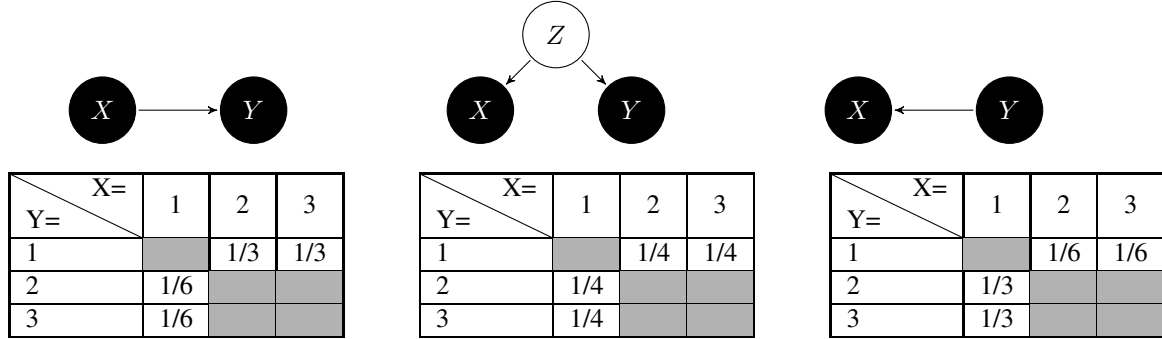 Z
X Y
X Y
X Y
X=
Y= 1 2 3
1 1/3 1/3
2 1/6
3 1/6
X=
Y= 1 2 3
1 1/4 1/4
2 1/4
3 1/4
X=
Y= 1 2 3
1 1/6 1/6
2 1/3
3 1/3